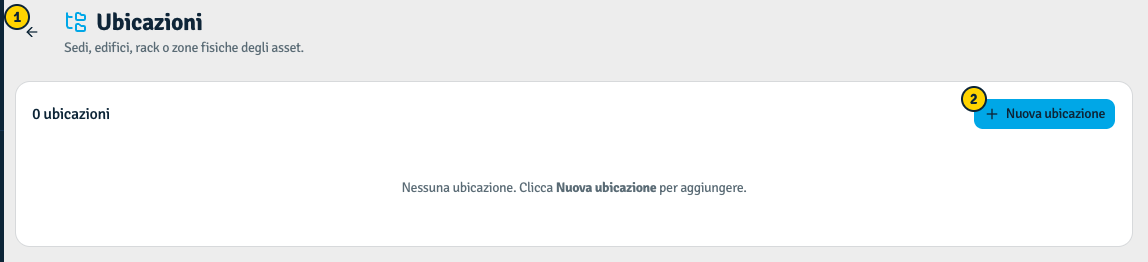 1
Ubicazioni
Sedi, edifici, rack o zone fisiche degli asset.
0 ubicazioni
2
Nuova ubicazione
Nessuna ubicazione. Clicca Nuova ubicazione per aggiungere.